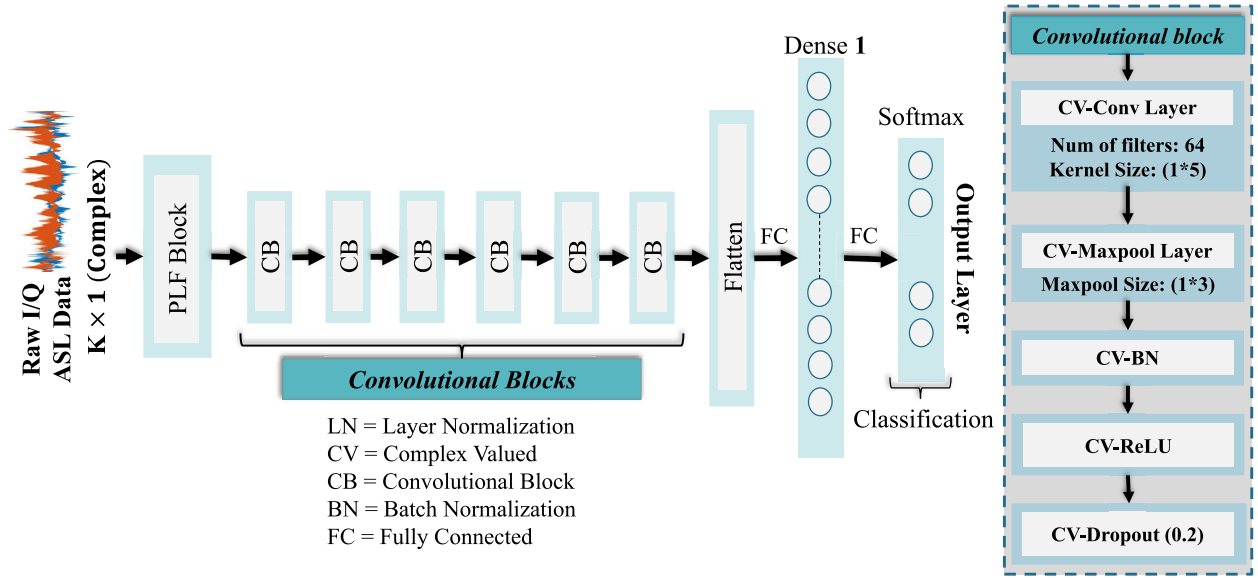 Raw I/Q
ASL Data
K × 1 (Complex)
PLF Block
CB
CB
CB
CB
CB
CB
Convolutional Blocks
LN = Layer Normalization
CV = Complex Valued
CB = Convolutional Block
BN = Batch Normalization
FC = Fully Connected
Flatten
FC
Dense 1
FC
Softmax
Output Layer
Classification
Convolutional block
CV-Conv Layer
Num of filters: 64
Kernel Size: (1*5)
CV-Maxpool Layer
Maxpool Size: (1*3)
CV-BN
CV-ReLU
CV-Dropout (0.2)